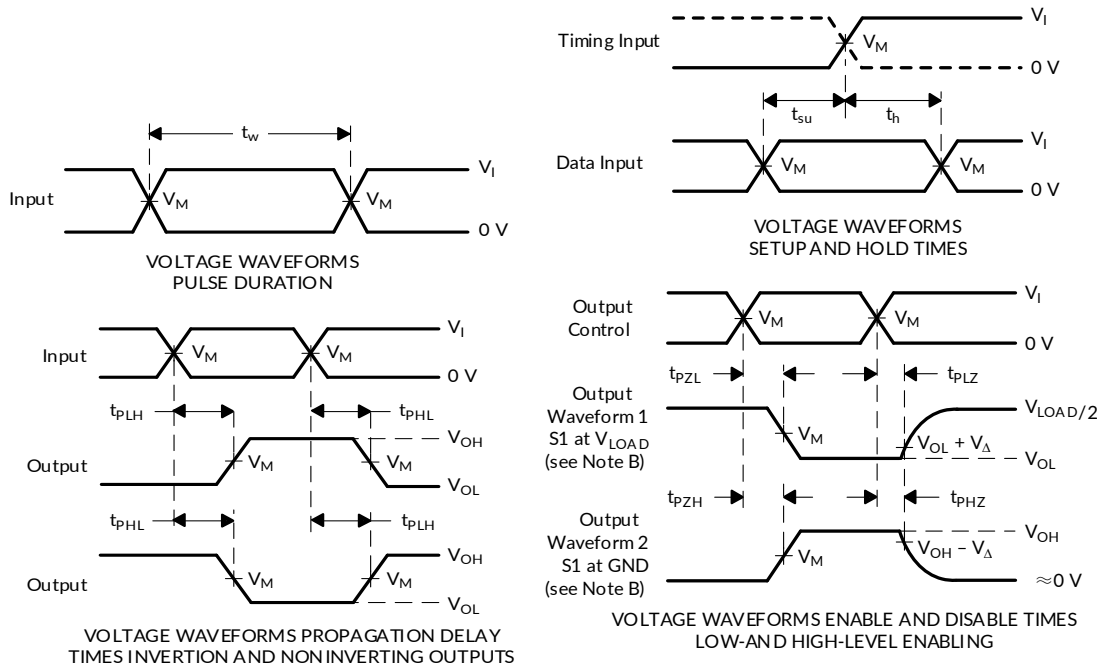 t_w
V_I
Input
V_M
V_M
0 V
VOLTAGE WAVEFORMS
PULSE DURATION
Timing Input
V_I
V_M
0 V
t_su
t_h
Data Input
V_I
V_M
V_M
0 V
VOLTAGE WAVEFORMS
SETUP AND HOLD TIMES
Input
V_I
V_M
V_M
0 V
t_PLH
t_PHL
Output
V_OH
V_M
V_M
V_OL
t_PHL
t_PLH
Output
V_OH
V_M
V_M
V_OL
VOLTAGE WAVEFORMS PROPAGATION DELAY
TIMES INVERTION AND NONINVERTING OUTPUTS
Output
Control
V_I
V_M
V_M
0 V
t_PZL
t_PLZ
Output
Waveform 1
S1 at V_LOAD
(see Note B)
V_LOAD/2
V_M
V_OL + V_Δ
V_OL
t_PZH
t_PHZ
Output
Waveform 2
S1 at GND
(see Note B)
V_OH
V_M
V_OH – V_Δ
≈0 V
VOLTAGE WAVEFORMS ENABLE AND DISABLE TIMES
LOW-AND HIGH-LEVEL ENABLING